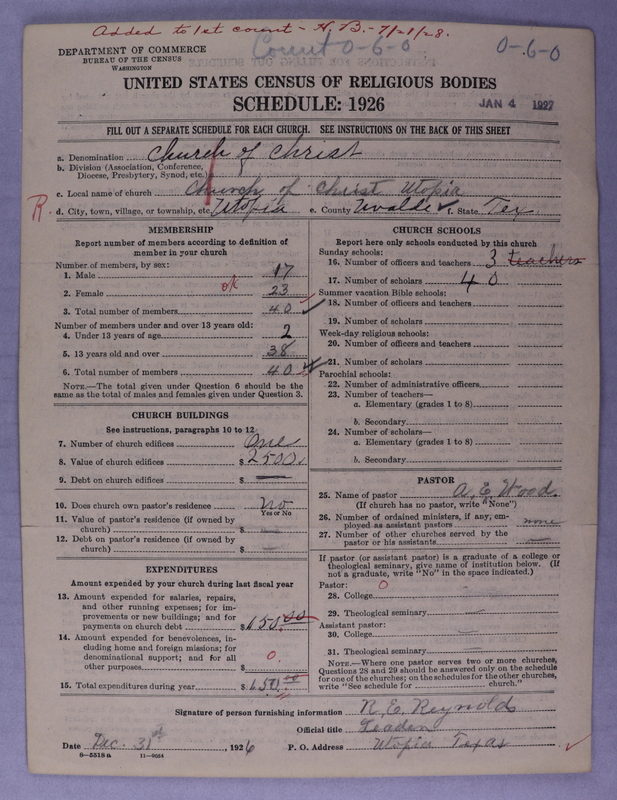 Added to 1st count - H.B. - 7/21/28.
Count 0-6-0
0-6-0
DEPARTMENT OF COMMERCE
BUREAU OF THE CENSUS
WASHINGTON
UNITED STATES CENSUS OF RELIGIOUS BODIES
SCHEDULE: 1926
JAN 4 1927
FILL OUT A SEPARATE SCHEDULE FOR EACH CHURCH. SEE INSTRUCTIONS ON THE BACK OF THIS SHEET
a. Denomination Church of Christ
b. Division (Association, Conference, Diocese, Presbytery, Synod, etc.)
c. Local name of church Church of Christ Utopia
R.
d. City, town, village, or township, etc. Utopia e. County Uvalde f. State Tex
MEMBERSHIP
Report number of members according to definition of
member in your church
Number of members, by sex:
1. Male 17
2. Female ok 23
3. Total number of members 40
Number of members under and over 13 years old:
4. Under 13 years of age 2
5. 13 years old and over 38
6. Total number of members 40
NOTE.—The total given under Question 6 should be the
same as the total of males and females given under Question 3.
CHURCH BUILDINGS
See instructions, paragraphs 10 to 12
7. Number of church edifices One
8. Value of church edifices $2500
9. Debt on church edifices $ —
10. Does church own pastor's residence No
Yes or No
11. Value of pastor's residence (if owned by
church) $ —
12. Debt on pastor's residence (if owned by
church) $ —
EXPENDITURES
Amount expended by your church during last fiscal year
13. Amount expended for salaries, repairs,
and other running expenses; for im-
provements or new buildings; and for
payments on church debt $150.00
14. Amount expended for benevolences, in-
cluding home and foreign missions; for
denominational support; and for all
other purposes 0.
15. Total expenditures during year $150.00
CHURCH SCHOOLS
Report here only schools conducted by this church
Sunday schools:
16. Number of officers and teachers 3 teachers
17. Number of scholars 40
Summer vacation Bible schools:
18. Number of officers and teachers
19. Number of scholars
Week-day religious schools:
20. Number of officers and teachers
21. Number of scholars
Parochial schools:
22. Number of administrative officers
23. Number of teachers—
a. Elementary (grades 1 to 8)
b. Secondary
24. Number of scholars—
a. Elementary (grades 1 to 8)
b. Secondary
PASTOR
25. Name of pastor A. E. Wood.
(If church has no pastor, write "None")
26. Number of ordained ministers, if any, em-
ployed as assistant pastors none
27. Number of other churches served by the
pastor or his assistants —
If pastor (or assistant pastor) is a graduate of a college or
theological seminary, give name of institution below. (If
not a graduate, write "No" in the space indicated.)
Pastor: 0
28. College —
29. Theological seminary —
Assistant pastor:
30. College —
31. Theological seminary —
NOTE.—Where one pastor serves two or more churches,
Questions 28 and 29 should be answered only on the schedule
for one of the churches; on the schedules for the other churches,
write "See schedule for church."
Signature of person furnishing information R. E. Reynolds
Official title Leader
Date Dec. 31st, 1926 P. O. Address Utopia Texas
8—5518a 11—9054